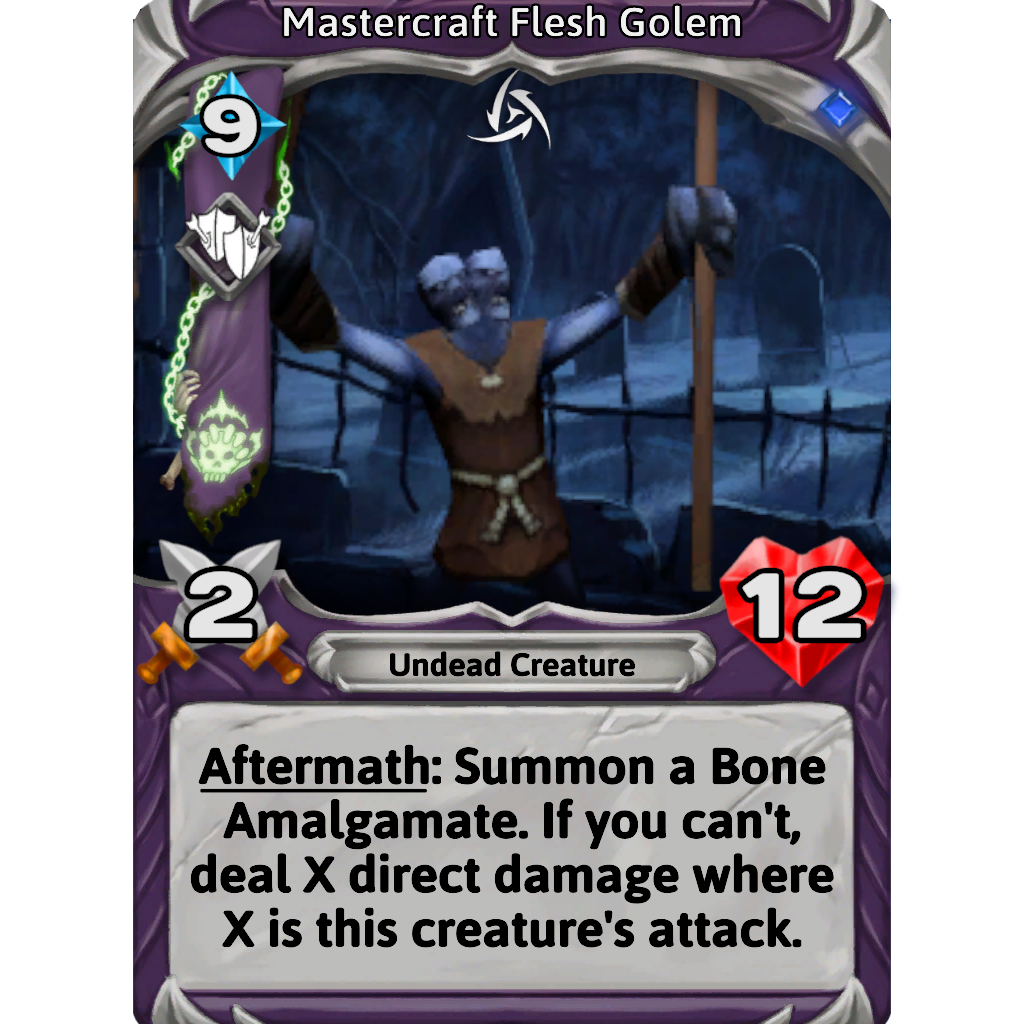 Mastercraft Flesh Golem
9
2
12
Undead Creature
Aftermath: Summon a Bone
Amalgamate. If you can't,
deal X direct damage where
X is this creature's attack.